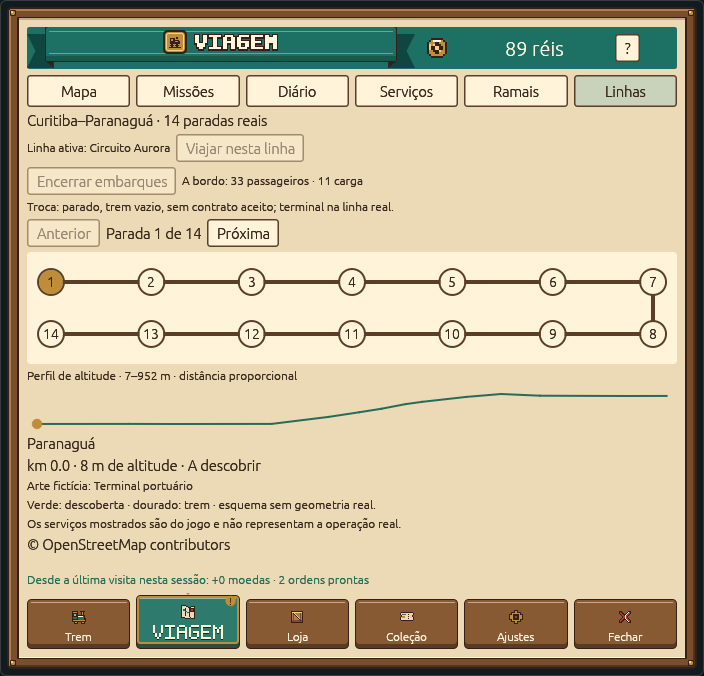 VIAGEM
89 réis
?
Mapa Missões Diário Serviços Ramais Linhas
Curitiba–Paranaguá · 14 paradas reais
Linha ativa: Circuito Aurora Viajar nesta linha
Encerrar embarques A bordo: 33 passageiros · 11 carga
Troca: parado, trem vazio, sem contrato aceito; terminal na linha real.
Anterior Parada 1 de 14 Próxima
1 2 3 4 5 6 7
14 13 12 11 10 9 8
Perfil de altitude · 7–952 m · distância proporcional
Paranaguá
km 0.0 · 8 m de altitude · A descobrir
Arte fictícia: Terminal portuário
Verde: descoberta · dourado: trem · esquema sem geometria real.
Os serviços mostrados são do jogo e não representam a operação real.
© OpenStreetMap contributors
Desde a última visita nesta sessão: +0 moedas · 2 ordens prontas
!
Trem VIAGEM Loja Coleção Ajustes Fechar